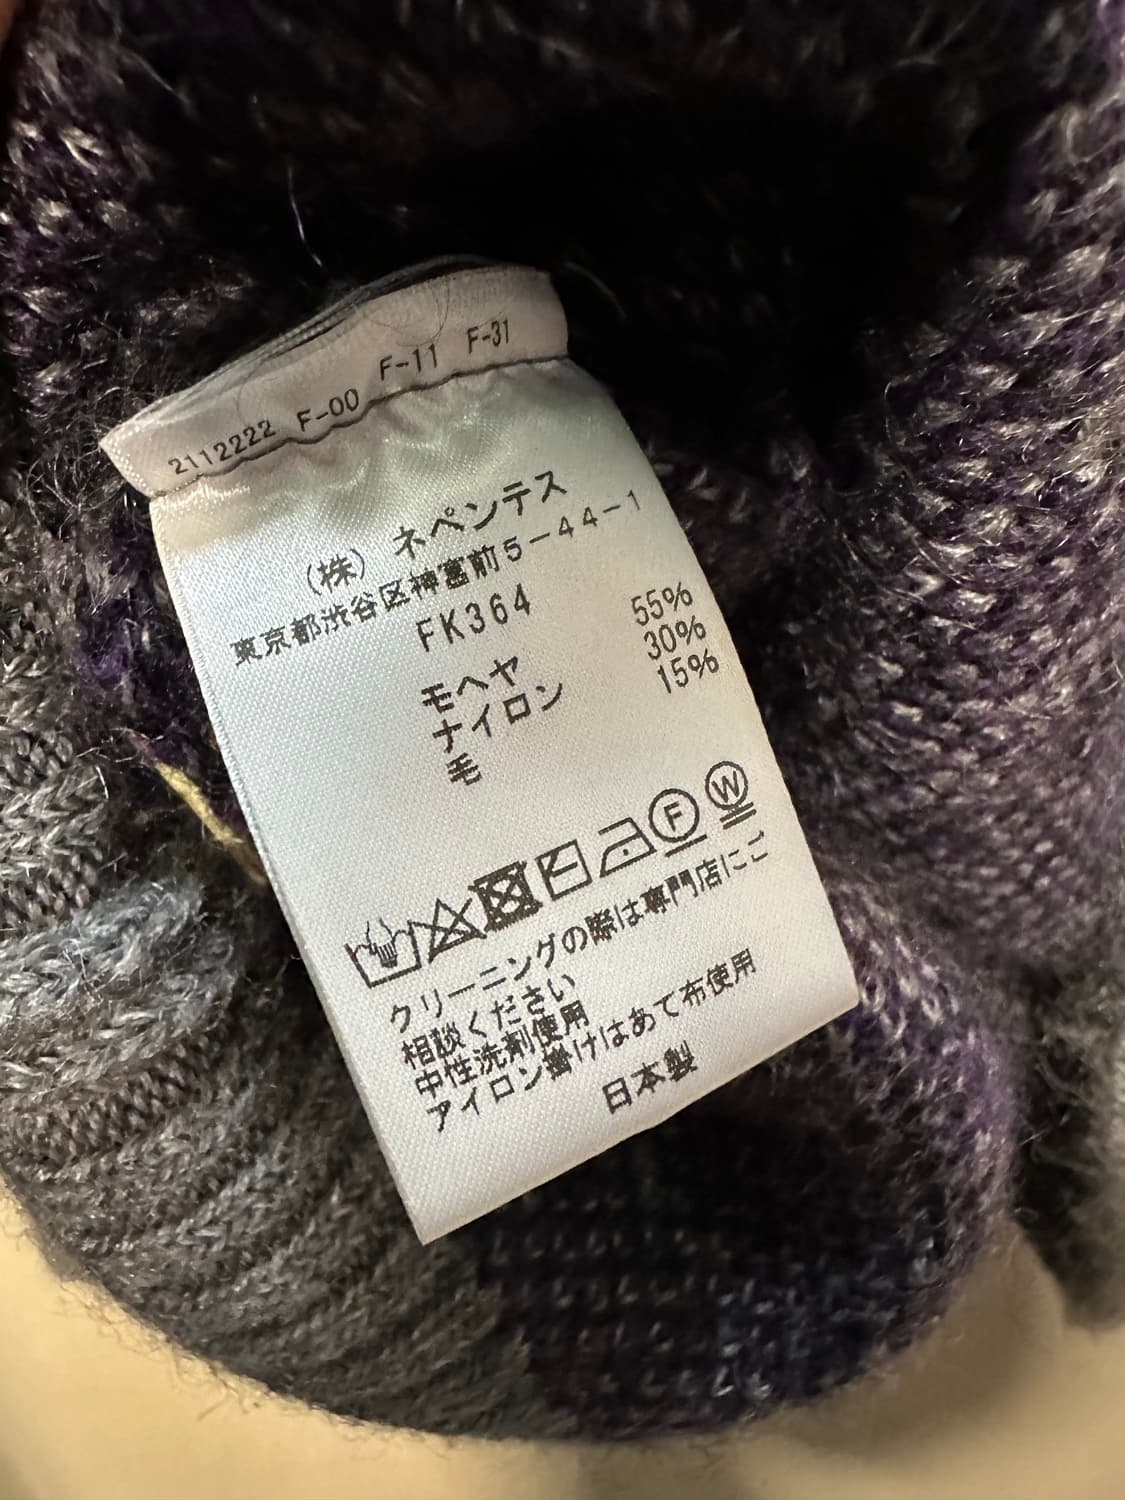 2112222 F-00 F-11 F-31
(株) ネペンテス
東京都渋谷区神宮前5-44-1
FK364
モヘヤ 55%
ナイロン 30%
毛 15%
F W
クリーニングの際は専門店にご
相談ください
中性洗剤使用
アイロン掛けはあて布使用
日本製